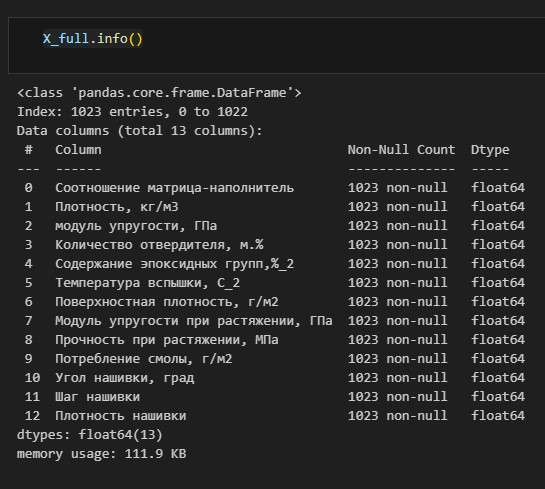 X_full.info()
<class 'pandas.core.frame.DataFrame'>
Index: 1023 entries, 0 to 1022
Data columns (total 13 columns):
 #   Column                                Non-Null Count  Dtype
---  ------                                --------------  -----
 0   Соотношение матрица-наполнитель       1023 non-null   float64
 1   Плотность, кг/м3                      1023 non-null   float64
 2   модуль упругости, ГПа                 1023 non-null   float64
 3   Количество отвердителя, м.%           1023 non-null   float64
 4   Содержание эпоксидных групп,%_2       1023 non-null   float64
 5   Температура вспышки, С_2              1023 non-null   float64
 6   Поверхностная плотность, г/м2         1023 non-null   float64
 7   Модуль упругости при растяжении, ГПа  1023 non-null   float64
 8   Прочность при растяжении, МПа         1023 non-null   float64
 9   Потребление смолы, г/м2               1023 non-null   float64
 10  Угол нашивки, град                    1023 non-null   float64
 11  Шаг нашивки                           1023 non-null   float64
 12  Плотность нашивки                     1023 non-null   float64
dtypes: float64(13)
memory usage: 111.9 KB